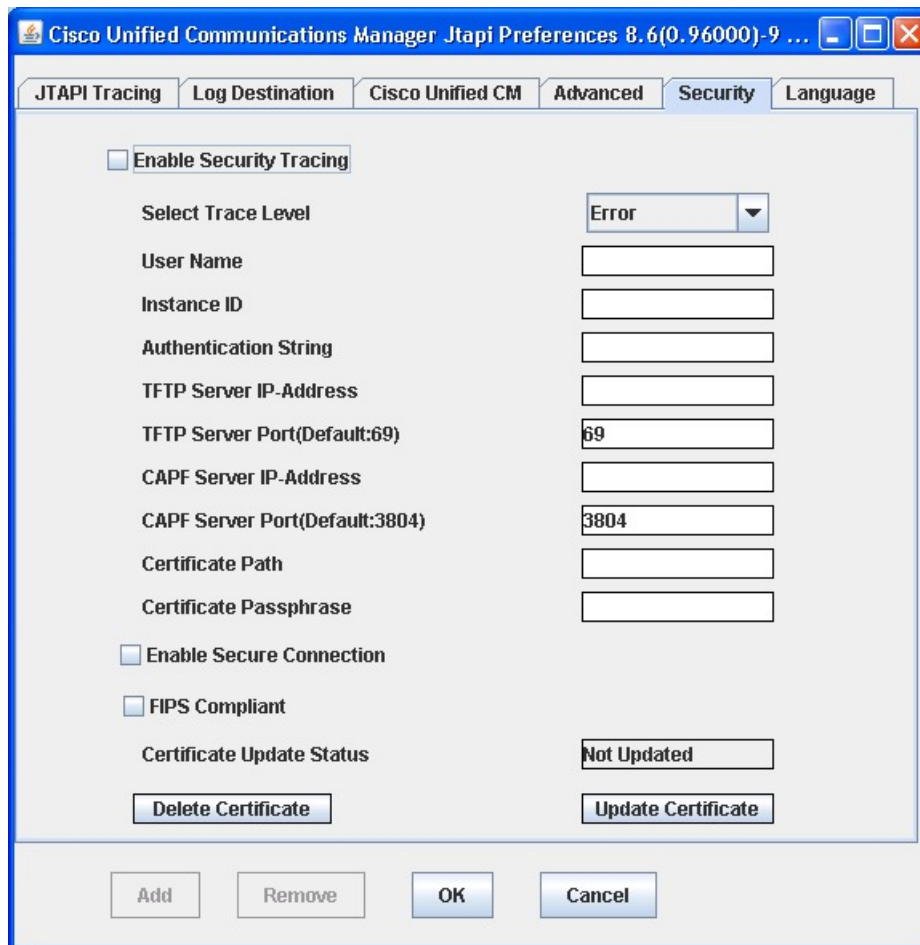 Cisco Unified Communications Manager Jtapi Preferences 8.6(0.96000)-9 ...
JTAPI Tracing Log Destination Cisco Unified CM Advanced Security Language
Enable Security Tracing
Select Trace Level Error
User Name
Instance ID
Authentication String
TFTP Server IP-Address
TFTP Server Port(Default:69) 69
CAPF Server IP-Address
CAPF Server Port(Default:3804) 3804
Certificate Path
Certificate Passphrase
Enable Secure Connection
FIPS Compliant
Certificate Update Status Not Updated
Delete Certificate Update Certificate
Add Remove OK Cancel